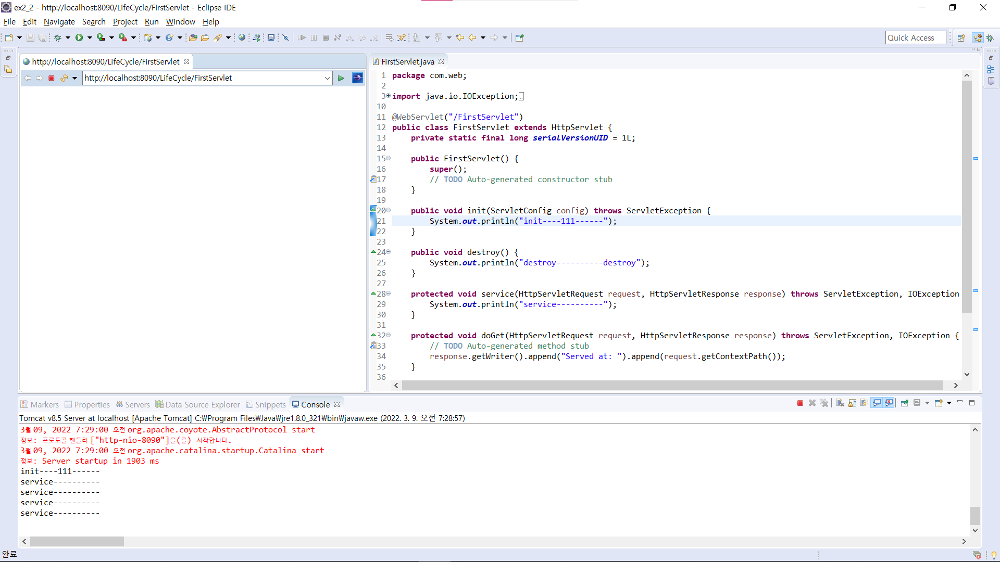 ex2_2 - http://localhost:8090/LifeCycle/FirstServlet - Eclipse IDE
File Edit Navigate Search Project Run Window Help
Quick Access
http://localhost:8090/LifeCycle/FirstServlet
http://localhost:8090/LifeCycle/FirstServlet
FirstServlet.java
1 package com.web;
2
3 import java.io.IOException;
10
11 @WebServlet("/FirstServlet")
12 public class FirstServlet extends HttpServlet {
13 private static final long serialVersionUID = 1L;
14
15 public FirstServlet() {
16 super();
17 // TODO Auto-generated constructor stub
18 }
19
20 public void init(ServletConfig config) throws ServletException {
21 System.out.println("init----111------");
22 }
23
24 public void destroy() {
25 System.out.println("destroy----------destroy");
26 }
27
28 protected void service(HttpServletRequest request, HttpServletResponse response) throws ServletException, IOException
29 System.out.println("service----------");
30 }
31
32 protected void doGet(HttpServletRequest request, HttpServletResponse response) throws ServletException, IOException {
33 // TODO Auto-generated method stub
34 response.getWriter().append("Served at: ").append(request.getContextPath());
35 }
36
Markers Properties Servers Data Source Explorer Snippets Console
Tomcat v8.5 Server at localhost [Apache Tomcat] C:₩Program Files₩Java₩jre1.8.0_321₩bin₩javaw.exe (2022. 3. 9. 오전 7:28:57)
3월 09, 2022 7:29:00 오전 org.apache.coyote.AbstractProtocol start
정보: 프로토콜 핸들러 ["http-nio-8090"]을(를) 시작합니다.
3월 09, 2022 7:29:00 오전 org.apache.catalina.startup.Catalina start
정보: Server startup in 1903 ms
init----111------
service----------
service----------
service----------
service----------
완료